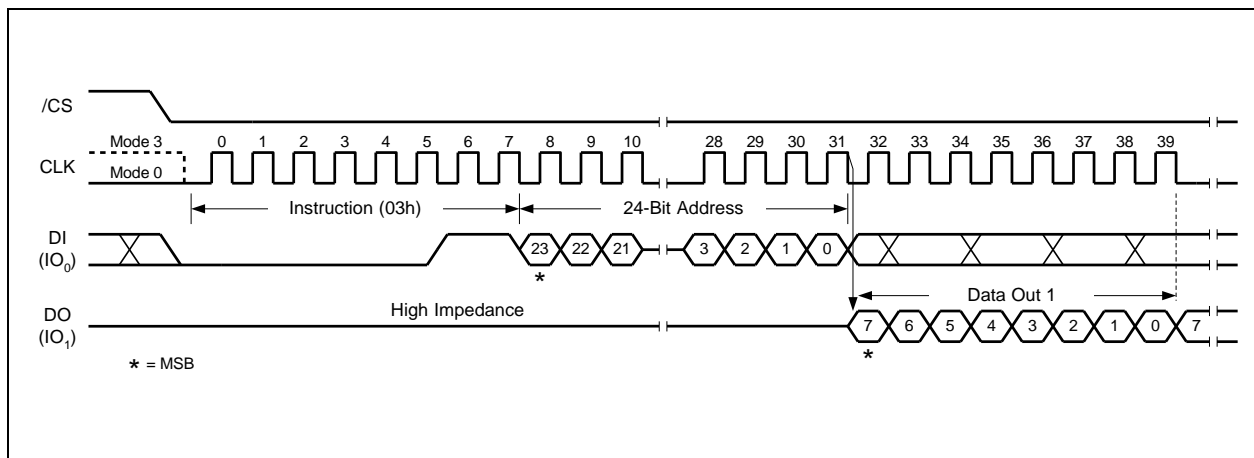 /CS
Mode 3
0 1 2 3 4 5 6 7 8 9 10 28 29 30 31 32 33 34 35 36 37 38 39
CLK
Mode 0
Instruction (03h) 24-Bit Address
DI
(IO0)
23 22 21 3 2 1 0
*
High Impedance
Data Out 1
DO
(IO1)
7 6 5 4 3 2 1 0 7
*
* = MSB